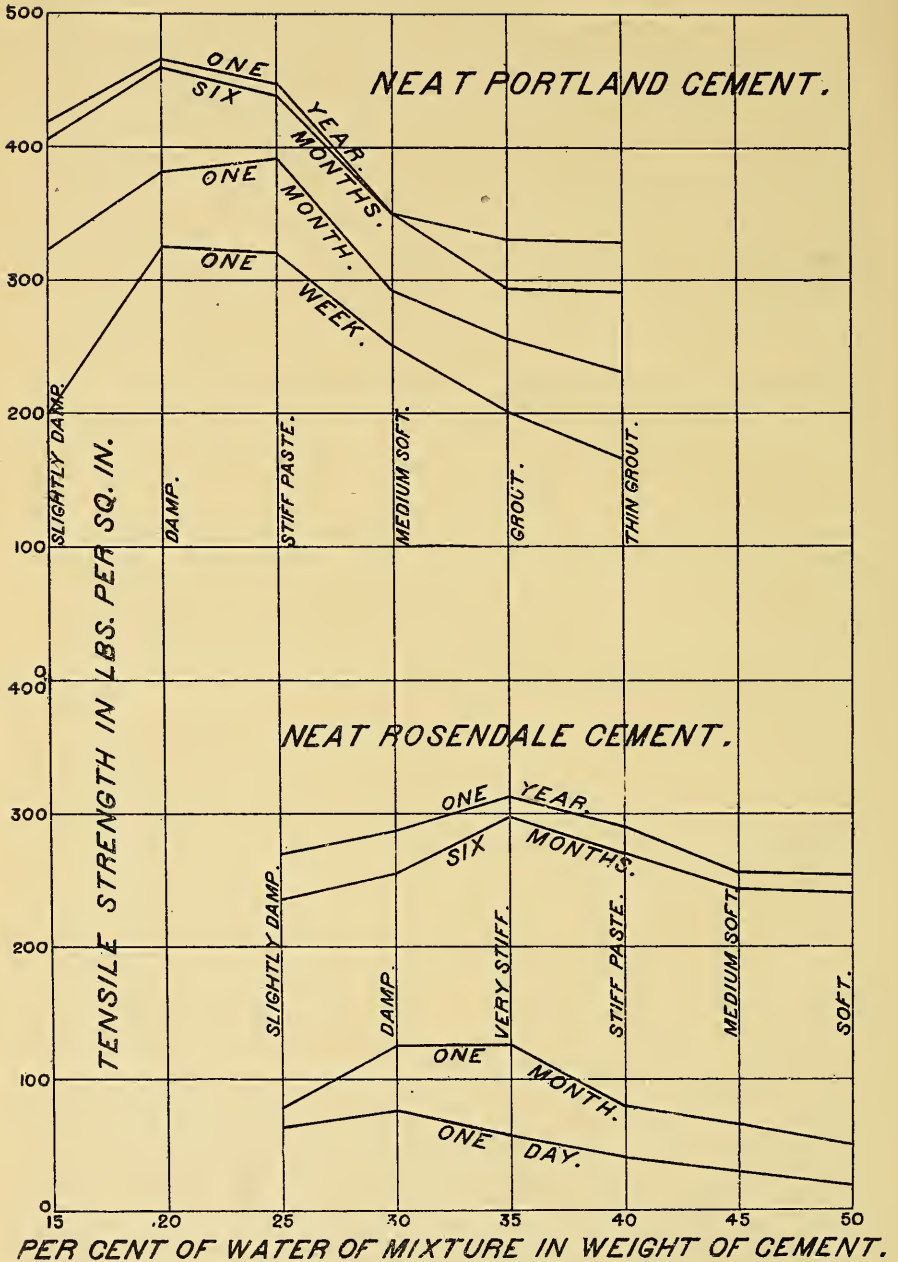 500
NEAT PORTLAND CEMENT.
ONE YEAR.
SIX MONTHS.
400
ONE MONTH.
300
ONE WEEK.
200
SLIGHTLY DAMP.
DAMP.
STIFF PASTE.
MEDIUM SOFT.
GROUT.
THIN GROUT.
100
0
TENSILE STRENGTH IN LBS. PER SQ. IN.
400
NEAT ROSENDALE CEMENT.
ONE YEAR.
300
SIX MONTHS.
SLIGHTLY DAMP.
DAMP.
VERY STIFF.
STIFF PASTE.
MEDIUM SOFT.
SOFT.
200
100
ONE MONTH.
ONE DAY.
0
15 .20 25 30 35 40 45 50
PER CENT OF WATER OF MIXTURE IN WEIGHT OF CEMENT.